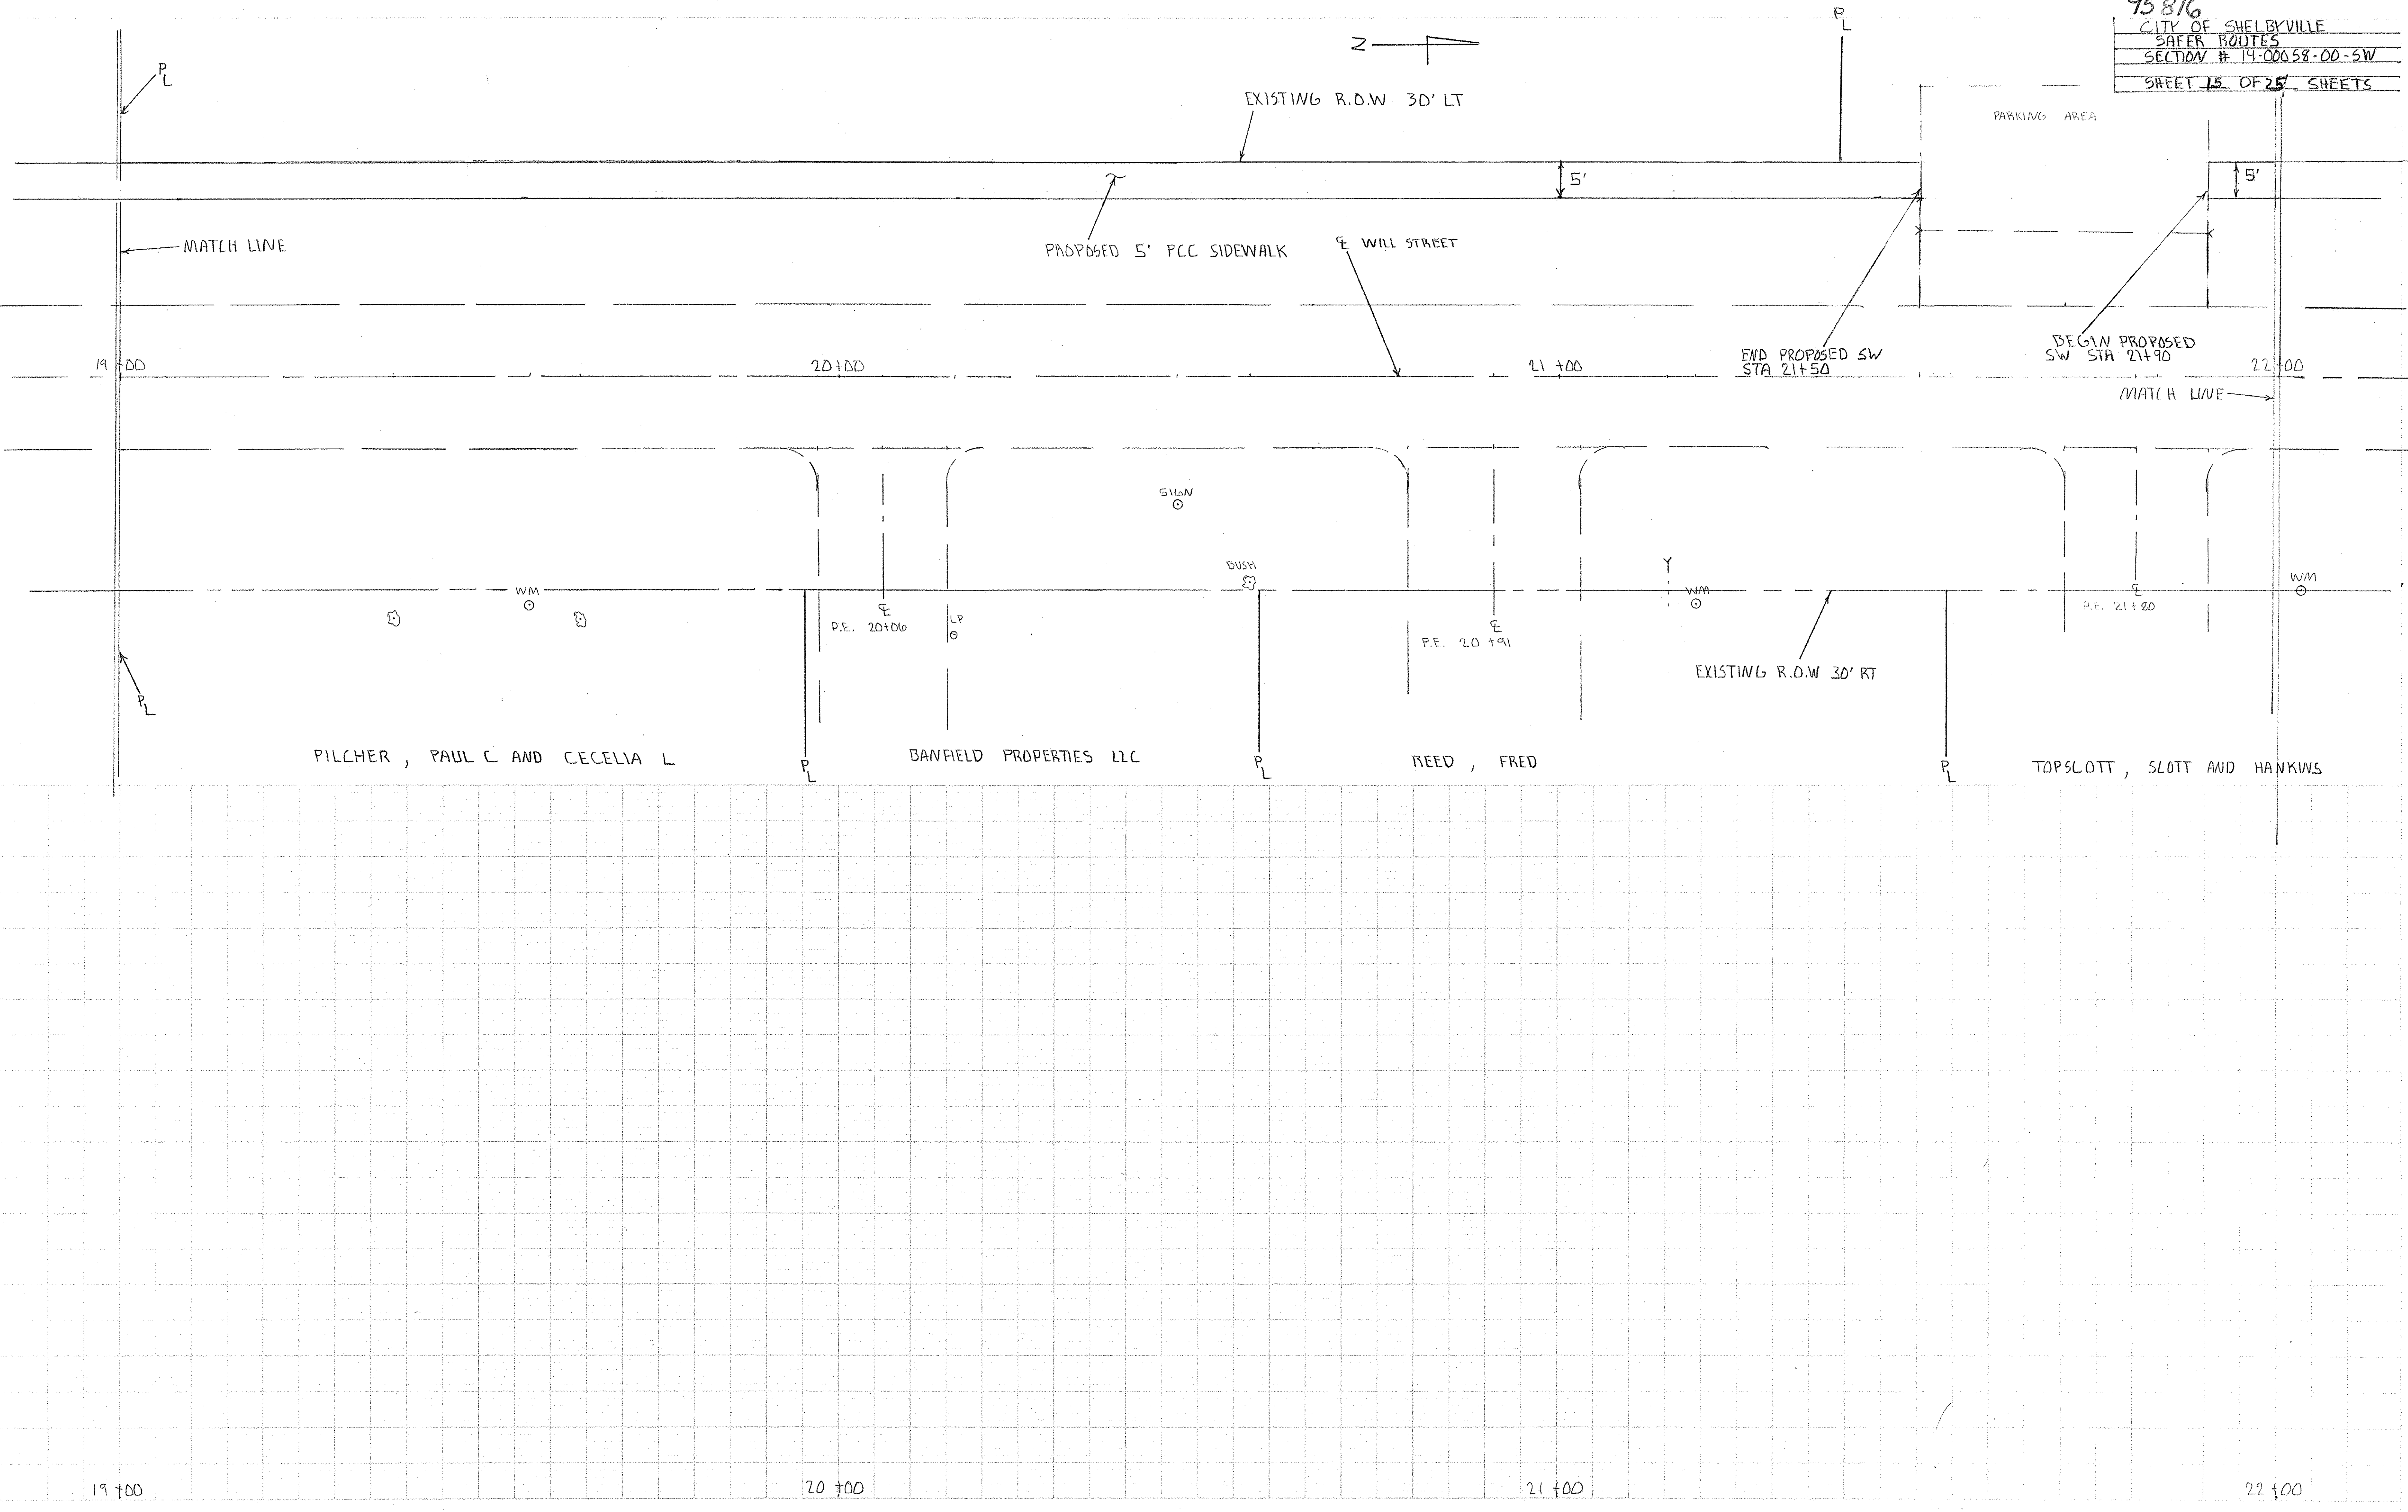 95816
CITY OF SHELBYVILLE
SAFER ROUTES
SECTION # 14-00058-00-SW
SHEET 15 OF 25 SHEETS
PL
PL
Z
EXISTING R.O.W 30' LT
PARKING AREA
5'
5'
MATCH LINE
PROPOSED 5' PCC SIDEWALK
℄ WILL STREET
END PROPOSED SW
STA 21+50
BEGIN PROPOSED
SW STA 21+90
19+00
20+00
21+00
22+00
MATCH LINE
SIGN
BUSH
WM
WM
WM
Y
℄
P.E. 20+06
LP
℄
P.E. 20+91
℄
P.E. 21+80
EXISTING R.O.W 30' RT
PL
PILCHER, PAUL C AND CECELIA L
PL
BANFIELD PROPERTIES LLC
PL
REED, FRED
PL
TOPSLOTT, SLOTT AND HANKINS
19+00
20+00
21+00
22+00